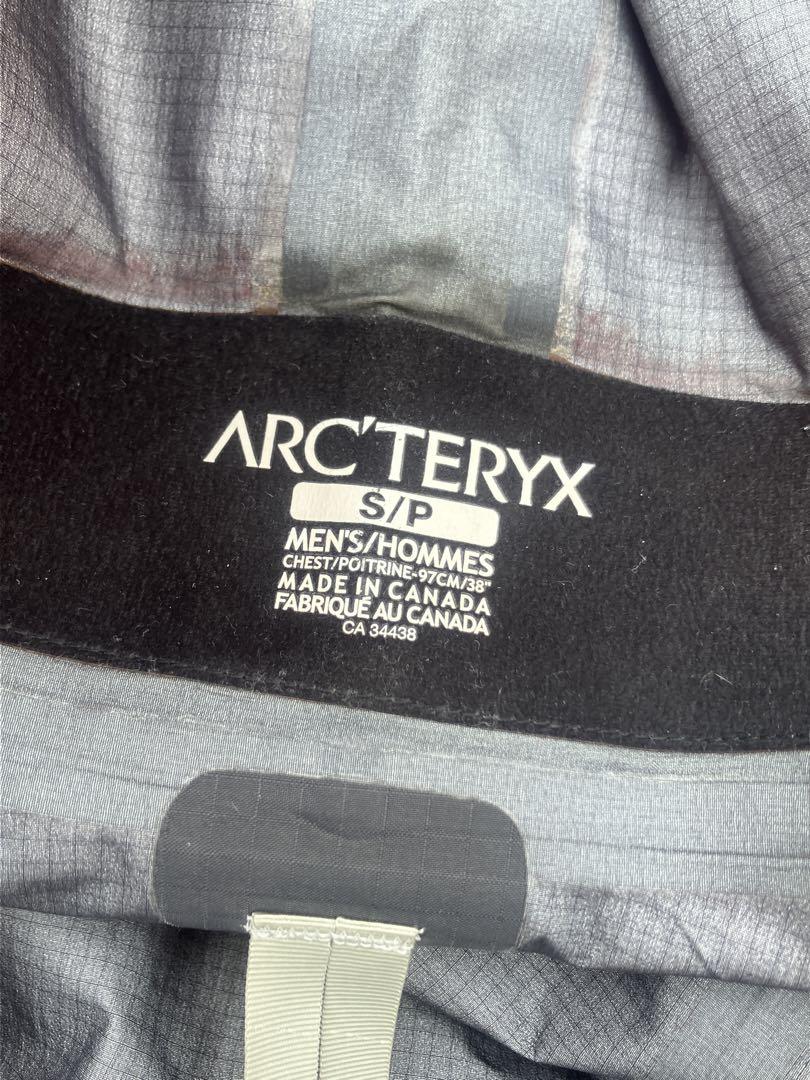 ARC'TERYX
S/P
MEN'S/HOMMES
CHEST/POITRINE-97CM/38"
MADE IN CANADA
FABRIQUÉ AU CANADA
CA 34438